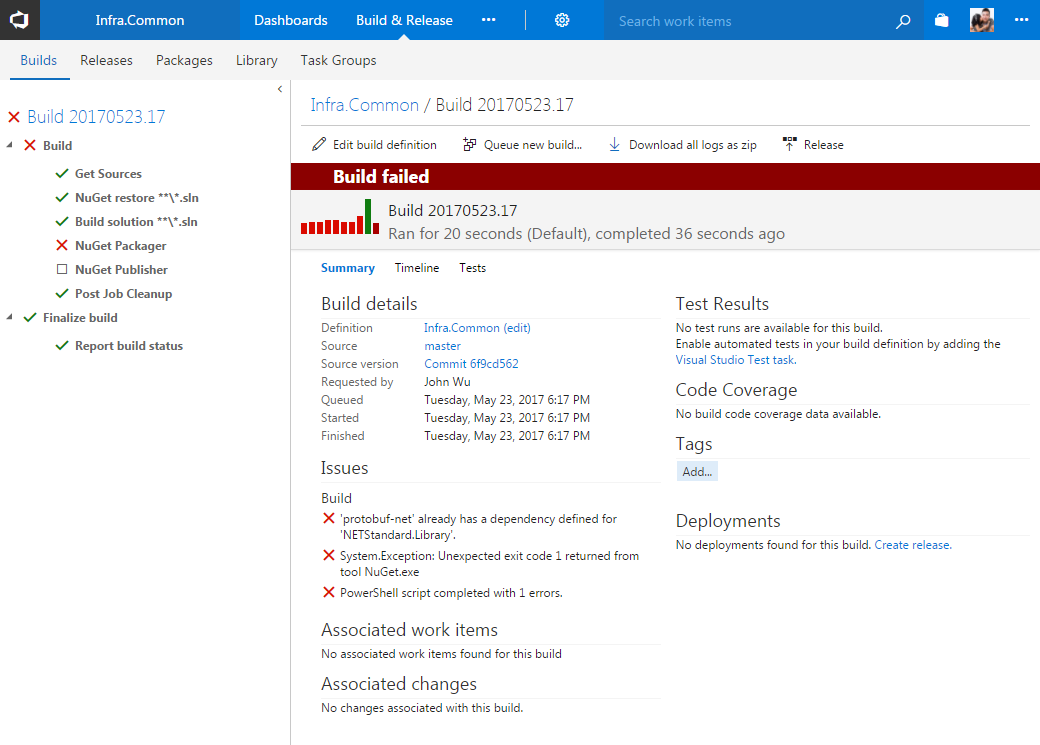 Infra.Common
Dashboards
Build & Release
Search work items
Builds
Releases
Packages
Library
Task Groups
Build 20170523.17
Build
Get Sources
NuGet restore **\*.sln
Build solution **\*.sln
NuGet Packager
NuGet Publisher
Post Job Cleanup
Finalize build
Report build status
Infra.Common / Build 20170523.17
Edit build definition
Queue new build...
Download all logs as zip
Release
Build failed
Build 20170523.17
Ran for 20 seconds (Default), completed 36 seconds ago
Summary
Timeline
Tests
Build details
Definition Infra.Common (edit)
Source master
Source version Commit 6f9cd562
Requested by John Wu
Queued Tuesday, May 23, 2017 6:17 PM
Started Tuesday, May 23, 2017 6:17 PM
Finished Tuesday, May 23, 2017 6:17 PM
Issues
Build
'protobuf-net' already has a dependency defined for
'NETStandard.Library'.
System.Exception: Unexpected exit code 1 returned from
tool NuGet.exe
PowerShell script completed with 1 errors.
Associated work items
No associated work items found for this build
Associated changes
No changes associated with this build.
Test Results
No test runs are available for this build.
Enable automated tests in your build definition by adding the
Visual Studio Test task.
Code Coverage
No build code coverage data available.
Tags
Add...
Deployments
No deployments found for this build. Create release.